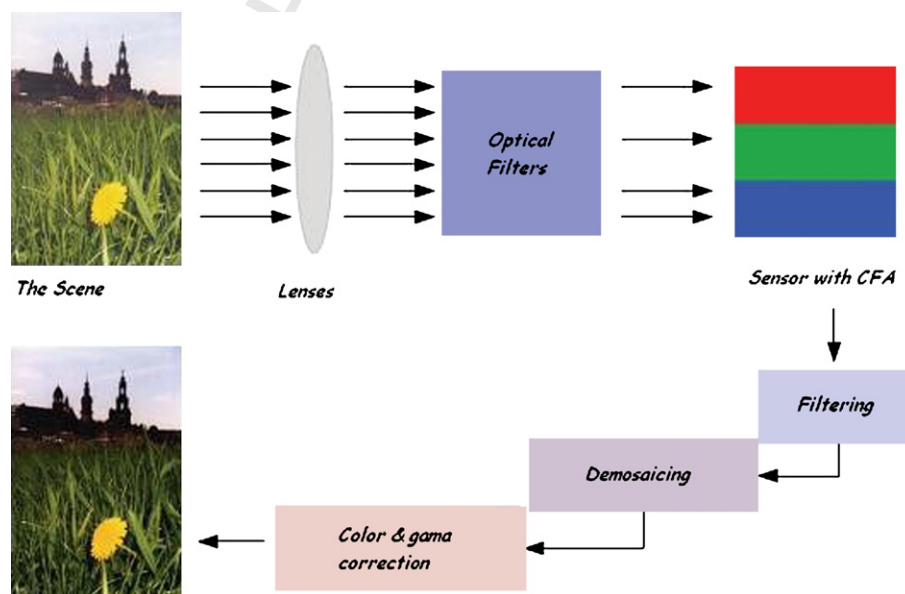 Optical
Filters
The Scene
Lenses
Sensor with CFA
Filtering
Demosaicing
Color & gama
correction